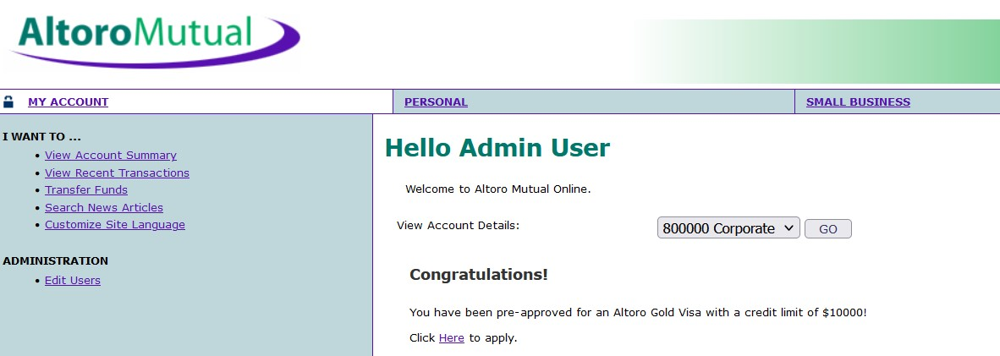 AltoroMutual
MY ACCOUNT
PERSONAL
SMALL BUSINESS
I WANT TO ...
• View Account Summary
• View Recent Transactions
• Transfer Funds
• Search News Articles
• Customize Site Language
ADMINISTRATION
• Edit Users
Hello Admin User
Welcome to Altoro Mutual Online.
View Account Details: 800000 Corporate GO
Congratulations!
You have been pre-approved for an Altoro Gold Visa with a credit limit of $10000!
Click Here to apply.